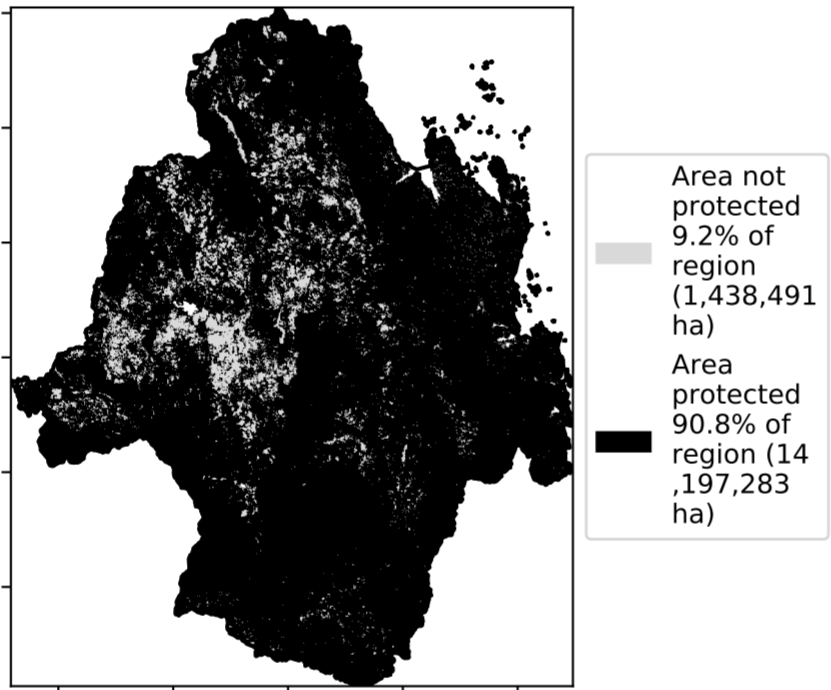 Area not
protected
9.2% of
region
(1,438,491
ha)
Area
protected
90.8% of
region (14
,197,283
ha)